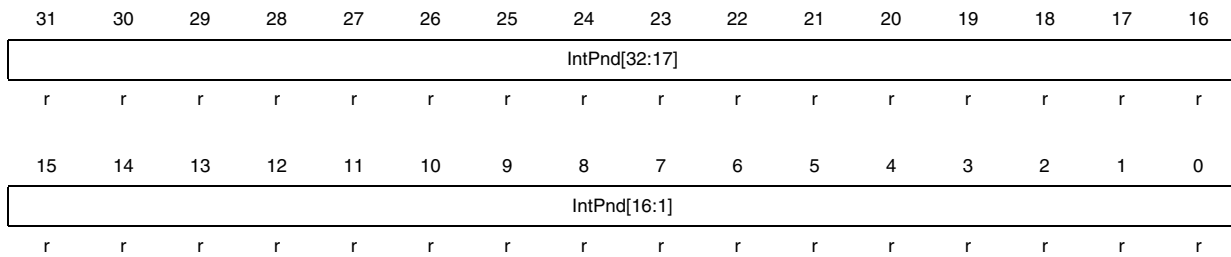 31 30 29 28 27 26 25 24 23 22 21 20 19 18 17 16
IntPnd[32:17]
r r r r r r r r r r r r r r r r
15 14 13 12 11 10 9 8 7 6 5 4 3 2 1 0
IntPnd[16:1]
r r r r r r r r r r r r r r r r